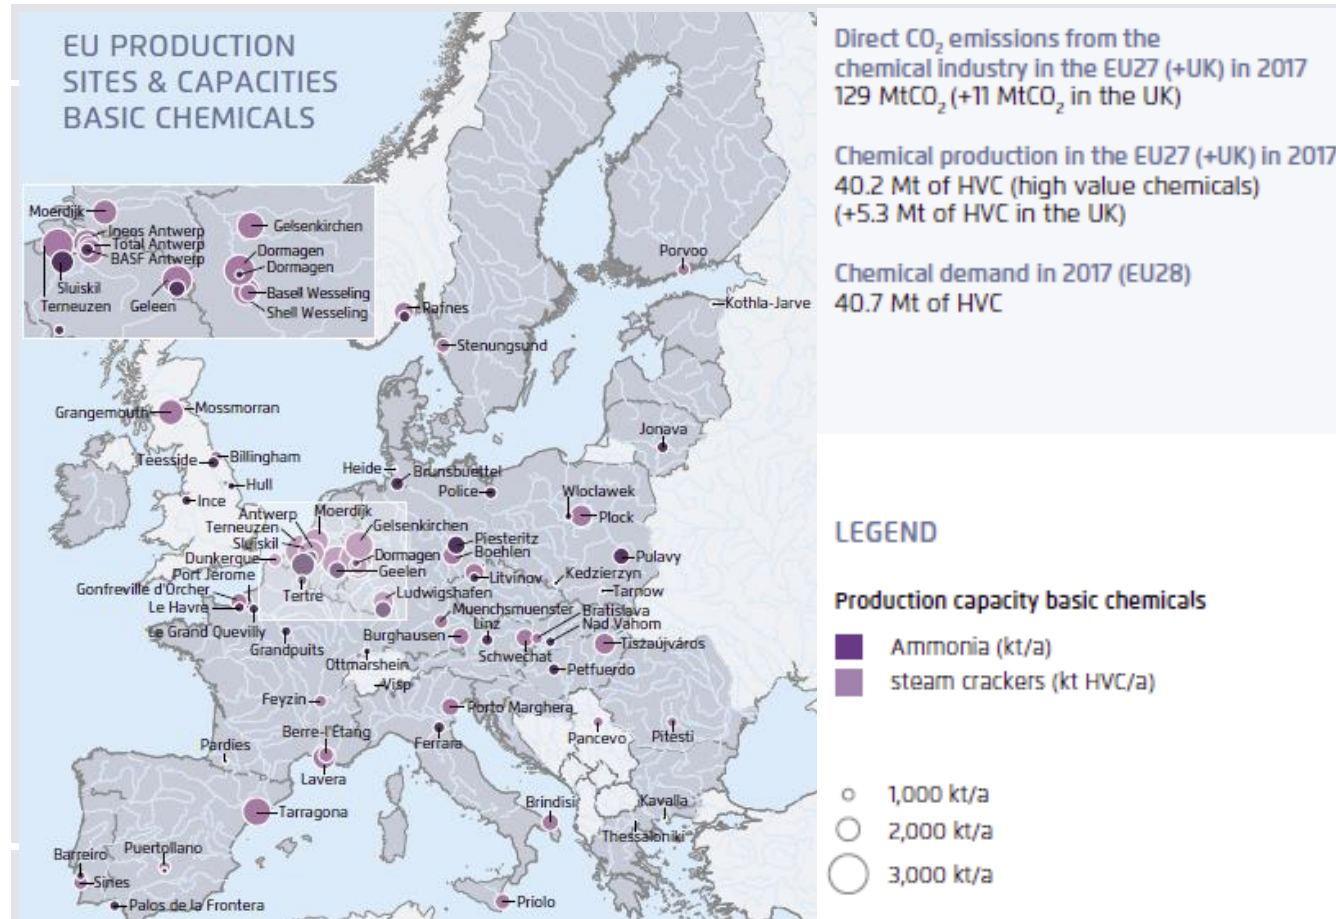 EU PRODUCTION
SITES & CAPACITIES
BASIC CHEMICALS
Moerdijk
Ineos Antwerp
Total Antwerp
BASF Antwerp
Sluiskil
Terneuzen
Geleen
Gelsenkirchen
Dormagen
Dormagen
Basell Wesseling
Shell Wesseling
Porvoo
Kothla-Jarve
Rafnes
Stenungsund
Grangemouth
Mossmorran
Jonava
Teesside
Billingham
Heide
Brunsbuettel
Police
Hull
Ince
Wloclawek
Plock
Antwerp
Moerdijk
Terneuzen
Gelsenkirchen
Sluiskil
Piesteritz
Dunkerque
Dormagen
Boehlen
Pulavy
Port Jerome
Geelen
Litvinov
Kedzierzyn
Gonfreville d'Orcher
Tertre
Ludwigshafen
Tarnow
Le Havre
Muenchsmuenster
Bratislava
Le Grand Quevilly
Burghausen
Linz
Nad Vahom
Grandpuits
Schwechat
Tiszaújváros
Ottmarshein
Petfuerdo
Visp
Feyzin
Porto Marghera
Berre-l'Étang
Ferrara
Pancevo
Pitesti
Pardies
Lavera
Tarragona
Brindisi
Kavalla
Thessaloniki
Barreiro
Puertollano
Sines
Palos de la Frontera
Priolo
Direct CO₂ emissions from the
chemical industry in the EU27 (+UK) in 2017
129 MtCO₂ (+11 MtCO₂ in the UK)
Chemical production in the EU27 (+UK) in 2017
40.2 Mt of HVC (high value chemicals)
(+5.3 Mt of HVC in the UK)
Chemical demand in 2017 (EU28)
40.7 Mt of HVC
LEGEND
Production capacity basic chemicals
Ammonia (kt/a)
steam crackers (kt HVC/a)
1,000 kt/a
2,000 kt/a
3,000 kt/a